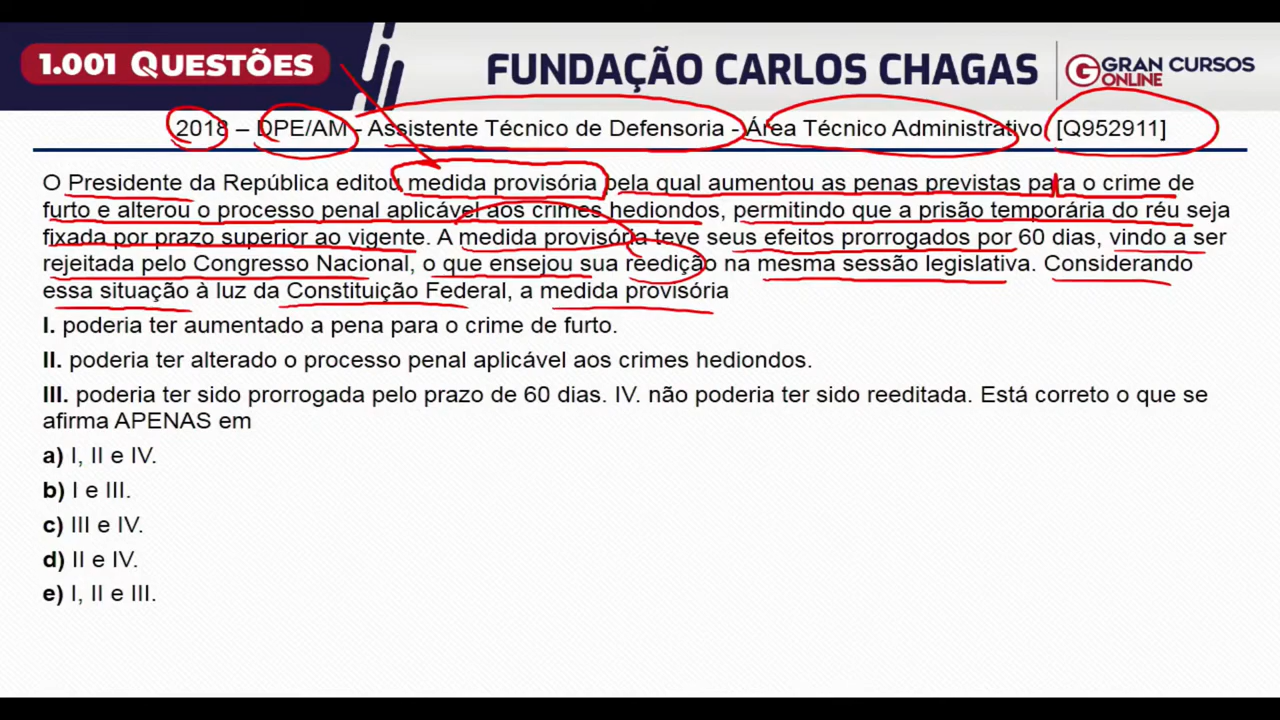 1.001 QUESTÕES
FUNDAÇÃO CARLOS CHAGAS
GRAN CURSOS
ONLINE
2018 – DPE/AM - Assistente Técnico de Defensoria - Área Técnico Administrativo [Q952911]
O Presidente da República editou medida provisória pela qual aumentou as penas previstas para o crime de
furto e alterou o processo penal aplicável aos crimes hediondos, permitindo que a prisão temporária do réu seja
fixada por prazo superior ao vigente. A medida provisória teve seus efeitos prorrogados por 60 dias, vindo a ser
rejeitada pelo Congresso Nacional, o que ensejou sua reedição na mesma sessão legislativa. Considerando
essa situação à luz da Constituição Federal, a medida provisória
I. poderia ter aumentado a pena para o crime de furto.
II. poderia ter alterado o processo penal aplicável aos crimes hediondos.
III. poderia ter sido prorrogada pelo prazo de 60 dias. IV. não poderia ter sido reeditada. Está correto o que se
afirma APENAS em
a) I, II e IV.
b) I e III.
c) III e IV.
d) II e IV.
e) I, II e III.